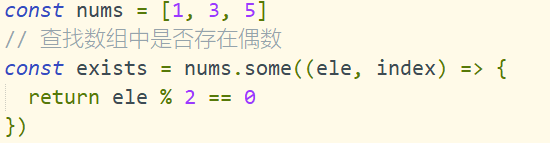 const nums = [1, 3, 5]
// 查找数组中是否存在偶数
const exists = nums.some((ele, index) => {
  return ele % 2 == 0
})